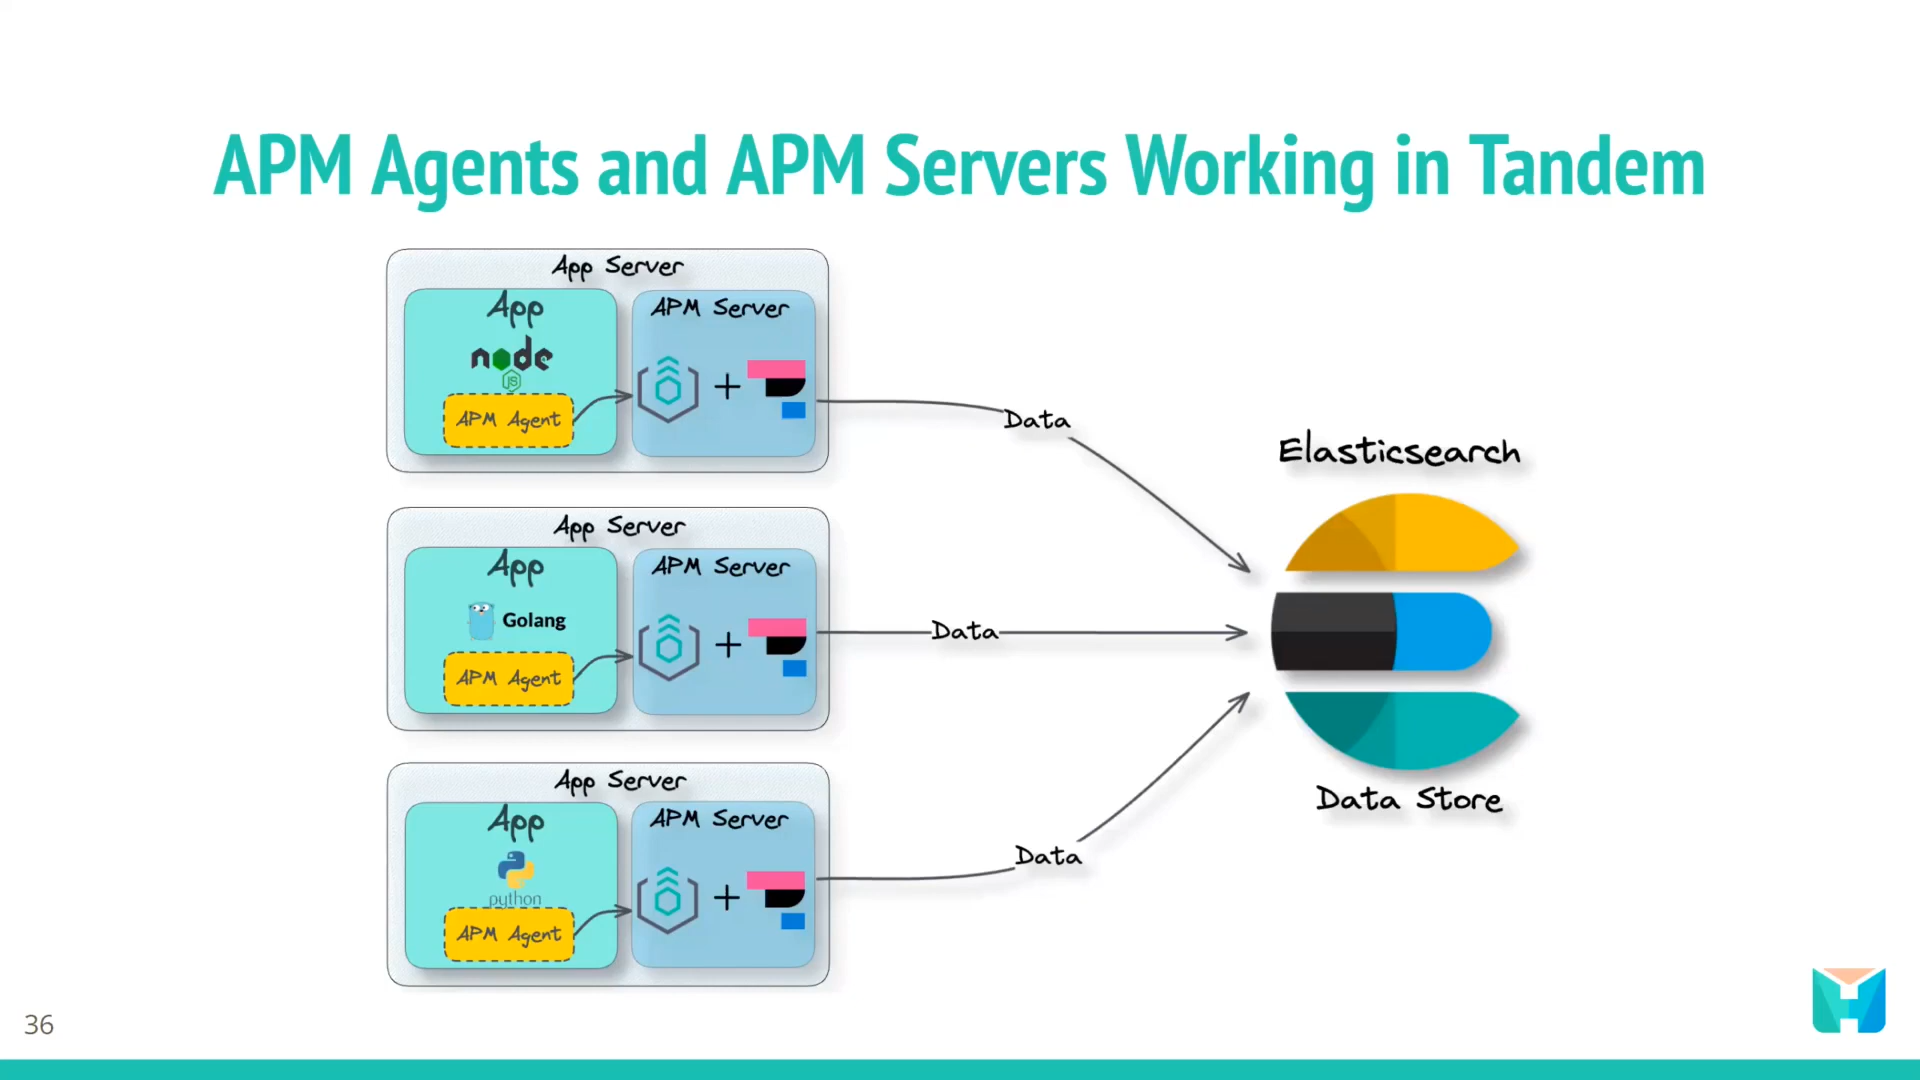 APM Agents and APM Servers Working in Tandem
App Server
App
APM Server
node
JS
+
APM Agent
Data
Elasticsearch
App Server
App
APM Server
Golang
+
APM Agent
Data
Data Store
App Server
App
APM Server
python
+
APM Agent
Data
36